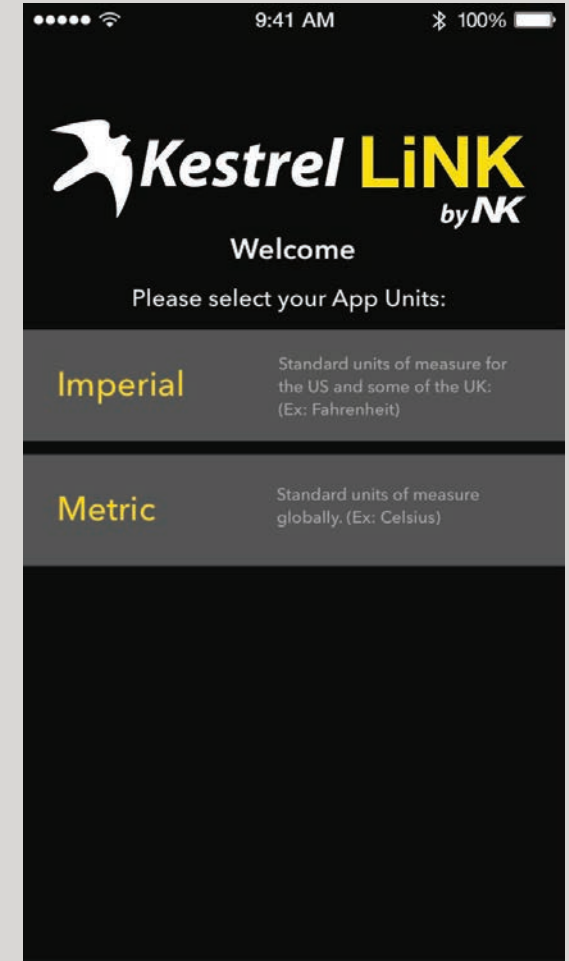 9:41 AM 100%
Kestrel LiNK
by NK
Welcome
Please select your App Units:
Imperial
Standard units of measure for
the US and some of the UK:
(Ex: Fahrenheit)
Metric
Standard units of measure
globally. (Ex: Celsius)